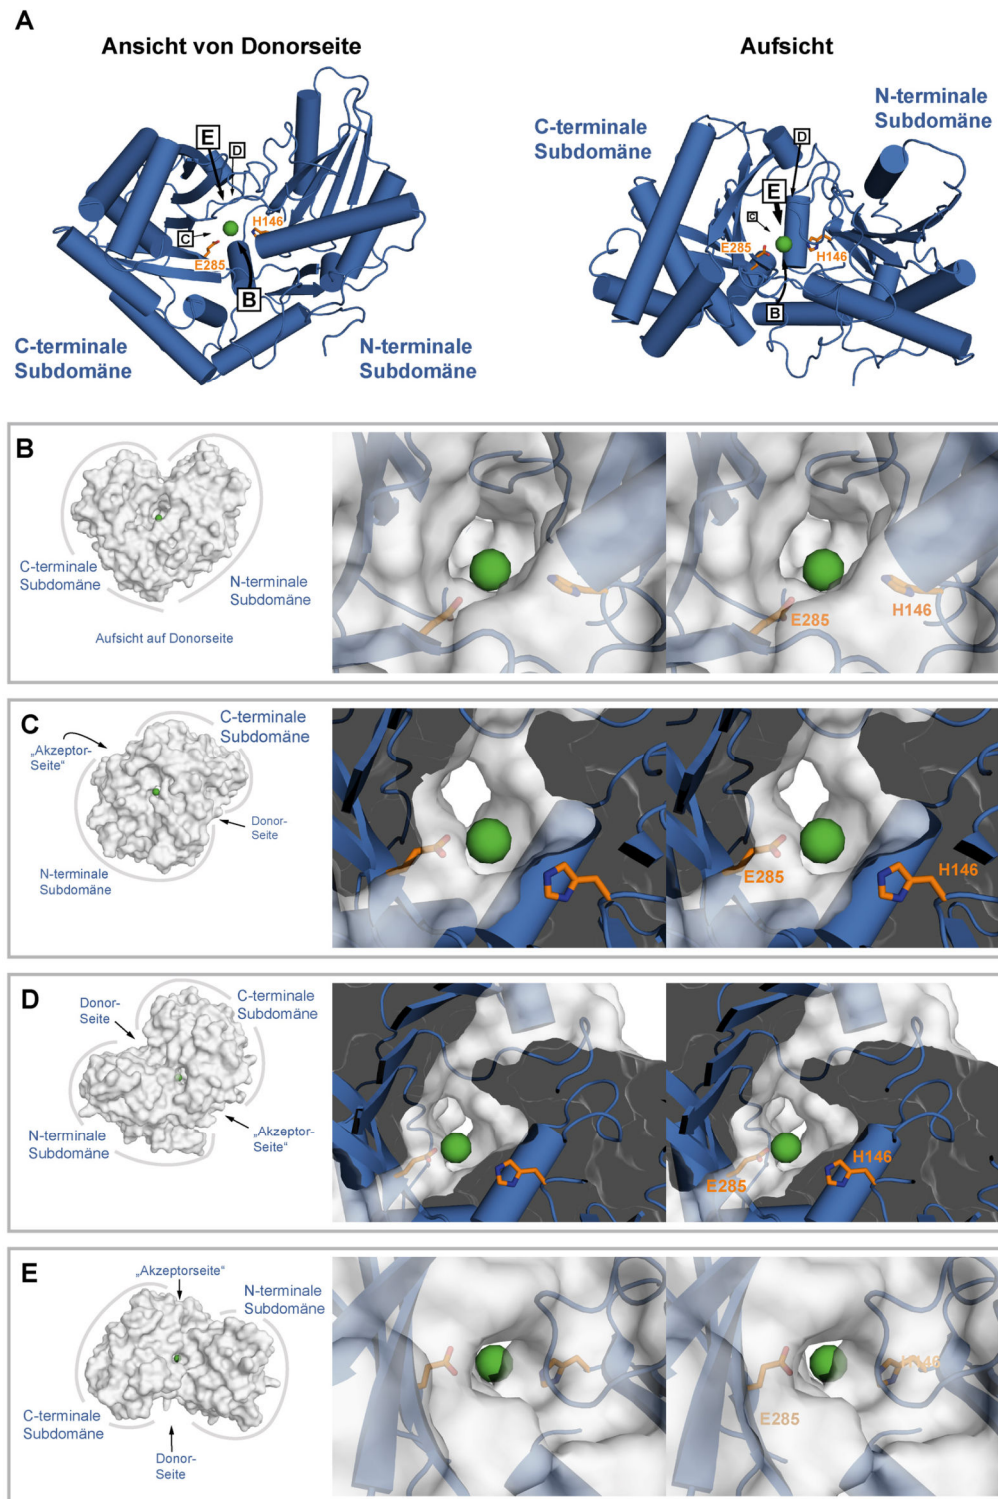 A
Ansicht von Donorseite
Aufsicht
N-terminale
Subdomäne
C-terminale
Subdomäne
E
D
H146
C
E285
B
C-terminale
Subdomäne
N-terminale
Subdomäne
D
E
C
E285
H146
B
B
C-terminale
Subdomäne
N-terminale
Subdomäne
Aufsicht auf Donorseite
E285
H146
C
C-terminale
Subdomäne
„Akzeptor-
Seite“
Donor-
Seite
N-terminale
Subdomäne
E285
H146
D
Donor-
Seite
C-terminale
Subdomäne
N-terminale
Subdomäne
„Akzeptor-
Seite“
H146
E285
E
„Akzeptorseite“
N-terminale
Subdomäne
C-terminale
Subdomäne
Donor-
Seite
H146
E285